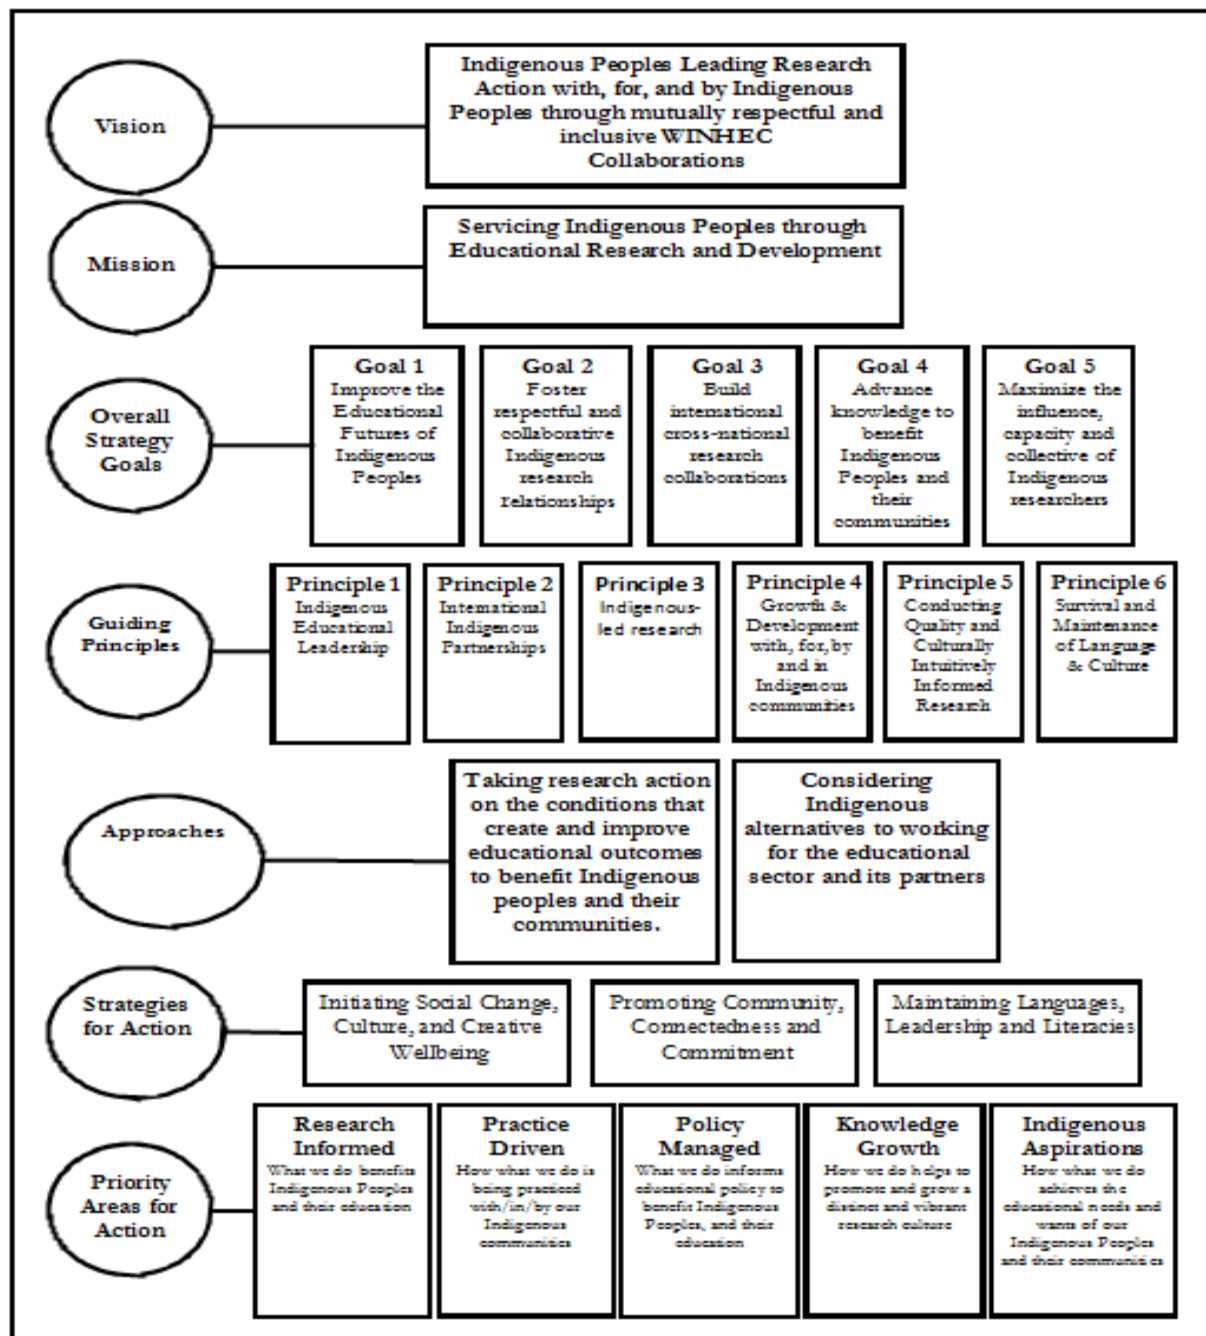 Vision
Indigenous Peoples Leading Research
Action with, for, and by Indigenous
Peoples through mutually respectful and
inclusive WINHEC
Collaborations
Mission
Servicing Indigenous Peoples through
Educational Research and Development
Overall
Strategy
Goals
Goal 1
Improve the
Educational
Futures of
Indigenous
Peoples
Goal 2
Foster
respectful and
collaborative
Indigenous
research
relationships
Goal 3
Build
international
cross-national
research
collaborations
Goal 4
Advance
knowledge to
benefit
Indigenous
Peoples and
their
communities
Goal 5
Maximize the
influence,
capacity and
collective of
Indigenous
researchers
Guiding
Principles
Principle 1
Indigenous
Educational
Leadership
Principle 2
International
Indigenous
Partnerships
Principle 3
Indigenous-
led research
Principle 4
Growth &
Development
with, for, by
and in
Indigenous
communities
Principle 5
Conducting
Quality and
Culturally
Intuitively
Informed
Research
Principle 6
Survival and
Maintenance
of Language
& Culture
Approaches
Taking research action
on the conditions that
create and improve
educational outcomes
to benefit Indigenous
peoples and their
communities.
Considering
Indigenous
alternatives to working
for the educational
sector and its partners
Strategies
for Action
Initiating Social Change,
Culture, and Creative
Wellbeing
Promoting Community,
Connectedness and
Commitment
Maintaining Languages,
Leadership and Literacies
Priority
Areas for
Action
Research
Informed
What we do benefits
Indigenous Peoples
and their education
Practice
Driven
How what we do is
being practiced
with/in/by our
Indigenous
communities
Policy
Managed
What we do informs
educational policy to
benefit Indigenous
Peoples, and their
education
Knowledge
Growth
How we do helps to
promote and grow a
distinct and vibrant
research culture
Indigenous
Aspirations
How what we do
achieves the
educational needs and
wants of our
Indigenous Peoples
and their communities